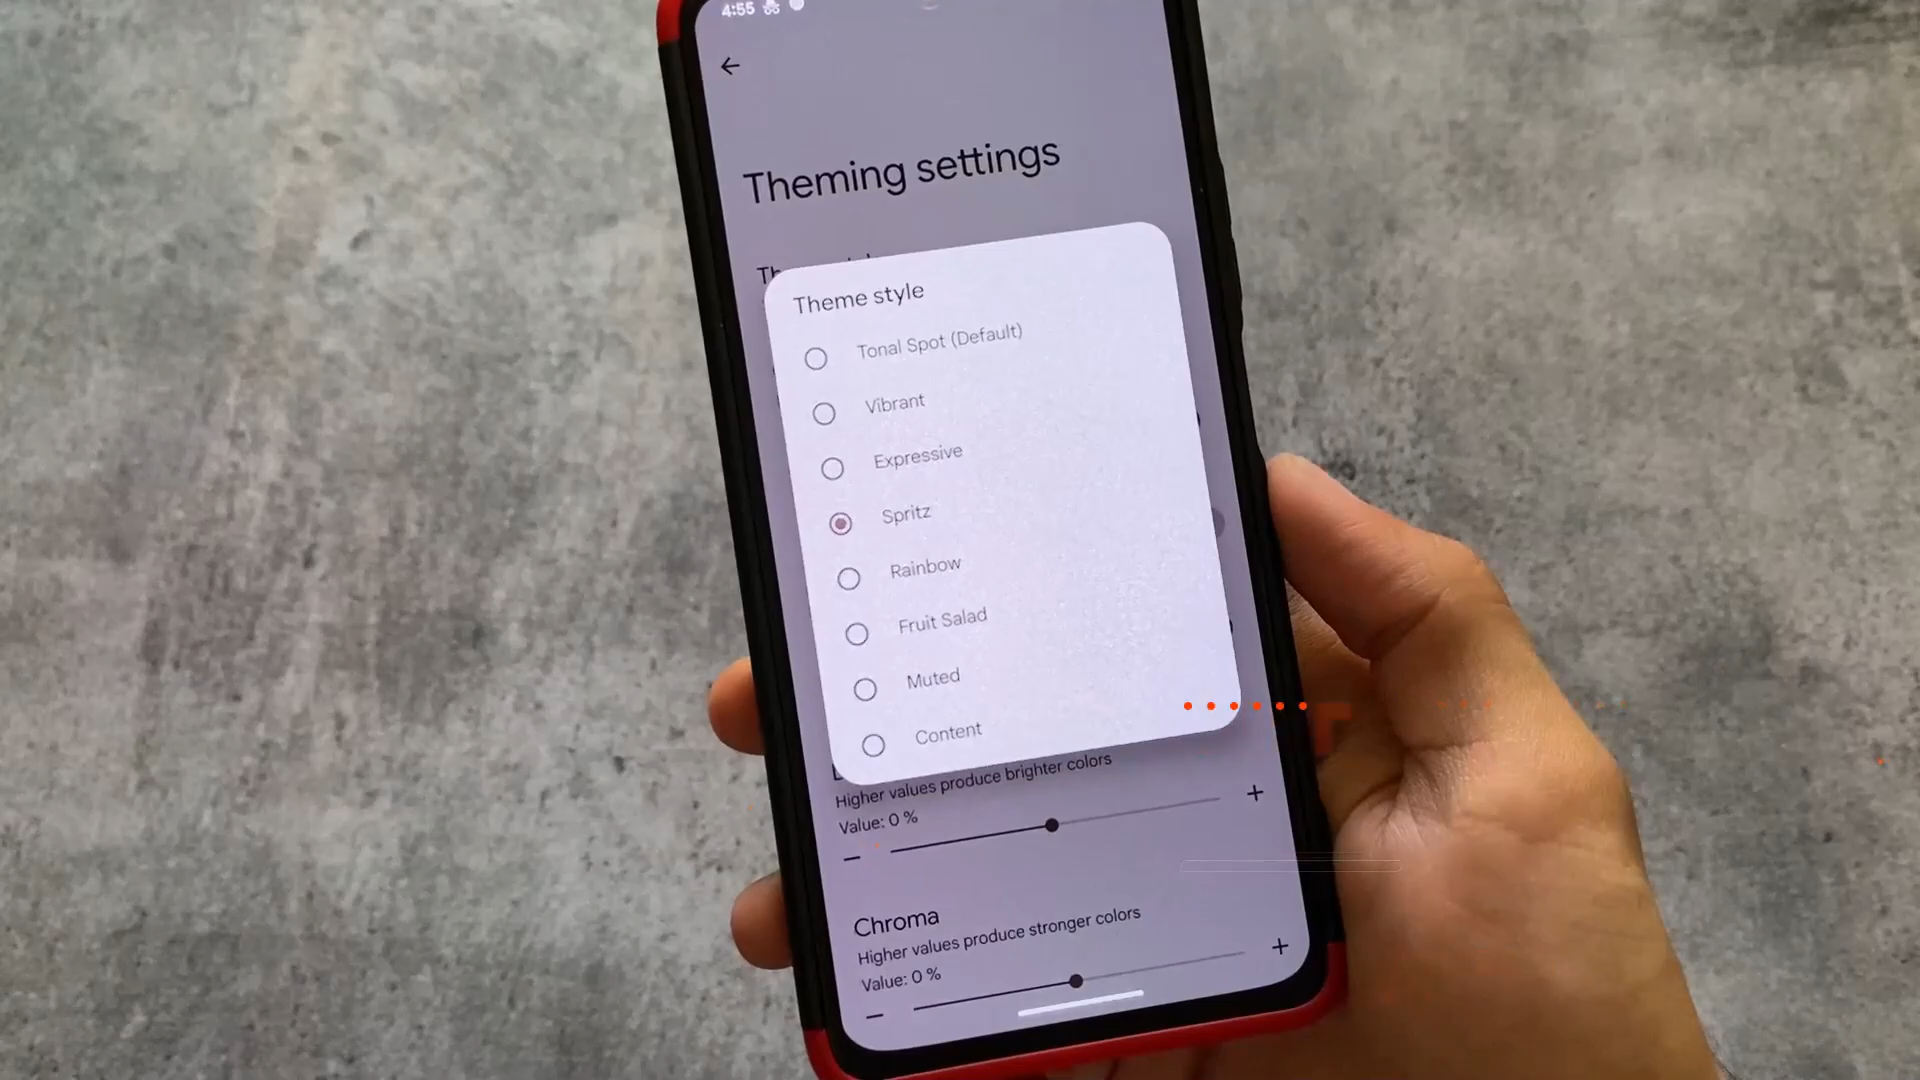 4:55
Theming settings
Theme style
Tonal Spot (Default)
Vibrant
Expressive
Spritz
Rainbow
Fruit Salad
Muted
Content
Higher values produce brighter colors
Value: 0 %
Chroma
Higher values produce stronger colors
Value: 0 %